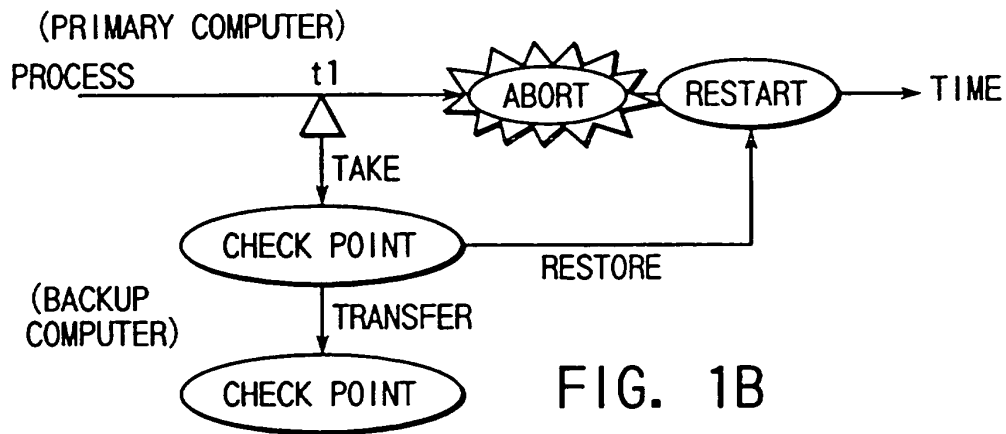 (PRIMARY COMPUTER)
PROCESS
t1
ABORT
RESTART
TIME
TAKE
CHECK POINT
RESTORE
(BACKUP
COMPUTER)
TRANSFER
CHECK POINT
FIG. 1B